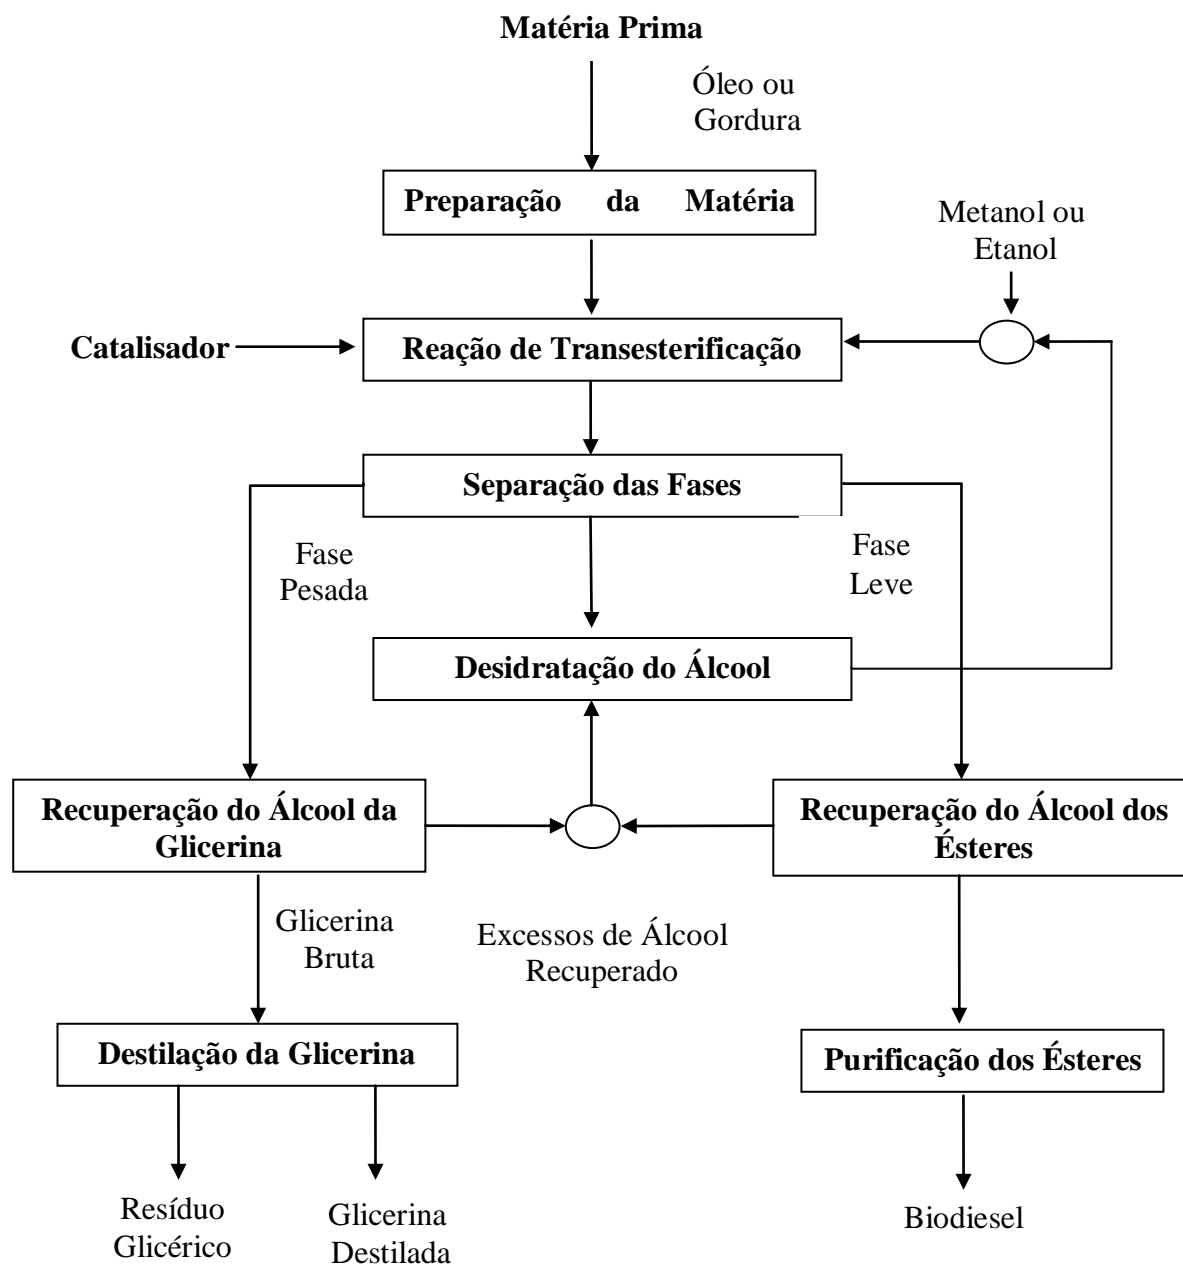 Matéria Prima
Óleo ou
Gordura
Preparação da Matéria
Metanol ou
Etanol
Catalisador
Reação de Transesterificação
Separação das Fases
Fase
Pesada
Fase
Leve
Desidratação do Álcool
Recuperação do Álcool da
Glicerina
Recuperação do Álcool dos
Ésteres
Glicerina
Bruta
Excessos de Álcool
Recuperado
Destilação da Glicerina
Purificação dos Ésteres
Resíduo
Glicérico
Glicerina
Destilada
Biodiesel